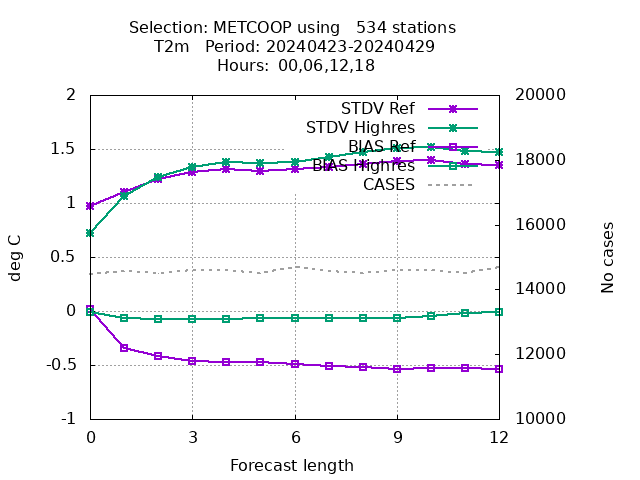 Selection: METCOOP using   534 stations
T2m   Period: 20240423-20240429
Hours:  00,06,12,18
STDV Ref
STDV Highres
BIAS Ref
BIAS Highres
CASES
2
1.5
1
0.5
0
-0.5
-1
deg C
20000
18000
16000
14000
12000
10000
No cases
0
3
6
9
12
Forecast length